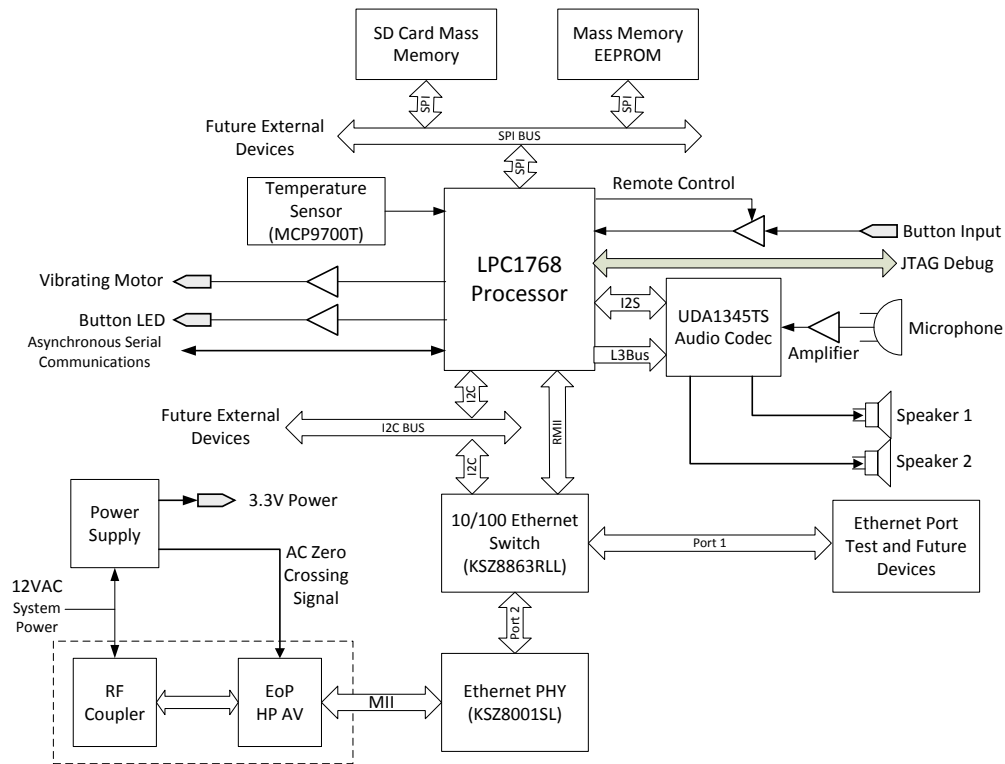 SD Card Mass
Memory
Mass Memory
EEPROM
SPI
SPI
Future External
Devices
SPI BUS
SPI
Temperature
Sensor
(MCP9700T)
Remote Control
Button Input
LPC1768
Processor
JTAG Debug
Vibrating Motor
I2S
UDA1345TS
Audio Codec
Microphone
Amplifier
Button LED
Asynchronous Serial
Communications
L3Bus
I2C
Future External
Devices
I2C BUS
RMII
Speaker 1
I2C
Speaker 2
Power
Supply
3.3V Power
10/100 Ethernet
Switch
(KSZ8863RLL)
Port 1
Ethernet Port
Test and Future
Devices
AC Zero
Crossing
Signal
12VAC
System
Power
Port 2
RF
Coupler
EoP
HP AV
MII
Ethernet PHY
(KSZ8001SL)